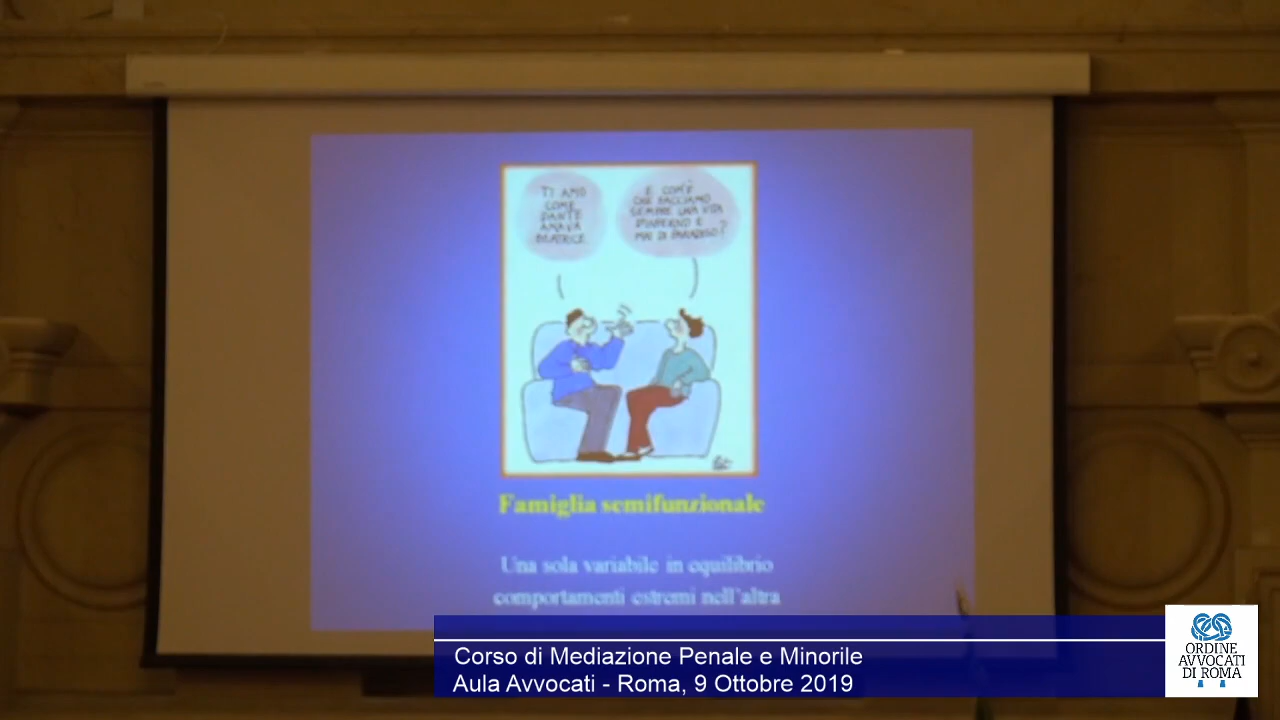 TI AMO
COME
DANTE
AMAVA
BEATRICE
E COM'È
CHE FACCIAMO
SEMPRE UNA VITA
D'INFERNO E
MAI DI PARADISO?
Famiglia semifunzionale
Una sola variabile in equilibrio
comportamenti estremi nell'altra
Corso di Mediazione Penale e Minorile
Aula Avvocati - Roma, 9 Ottobre 2019
ORDINE
AVVOCATI
DI ROMA